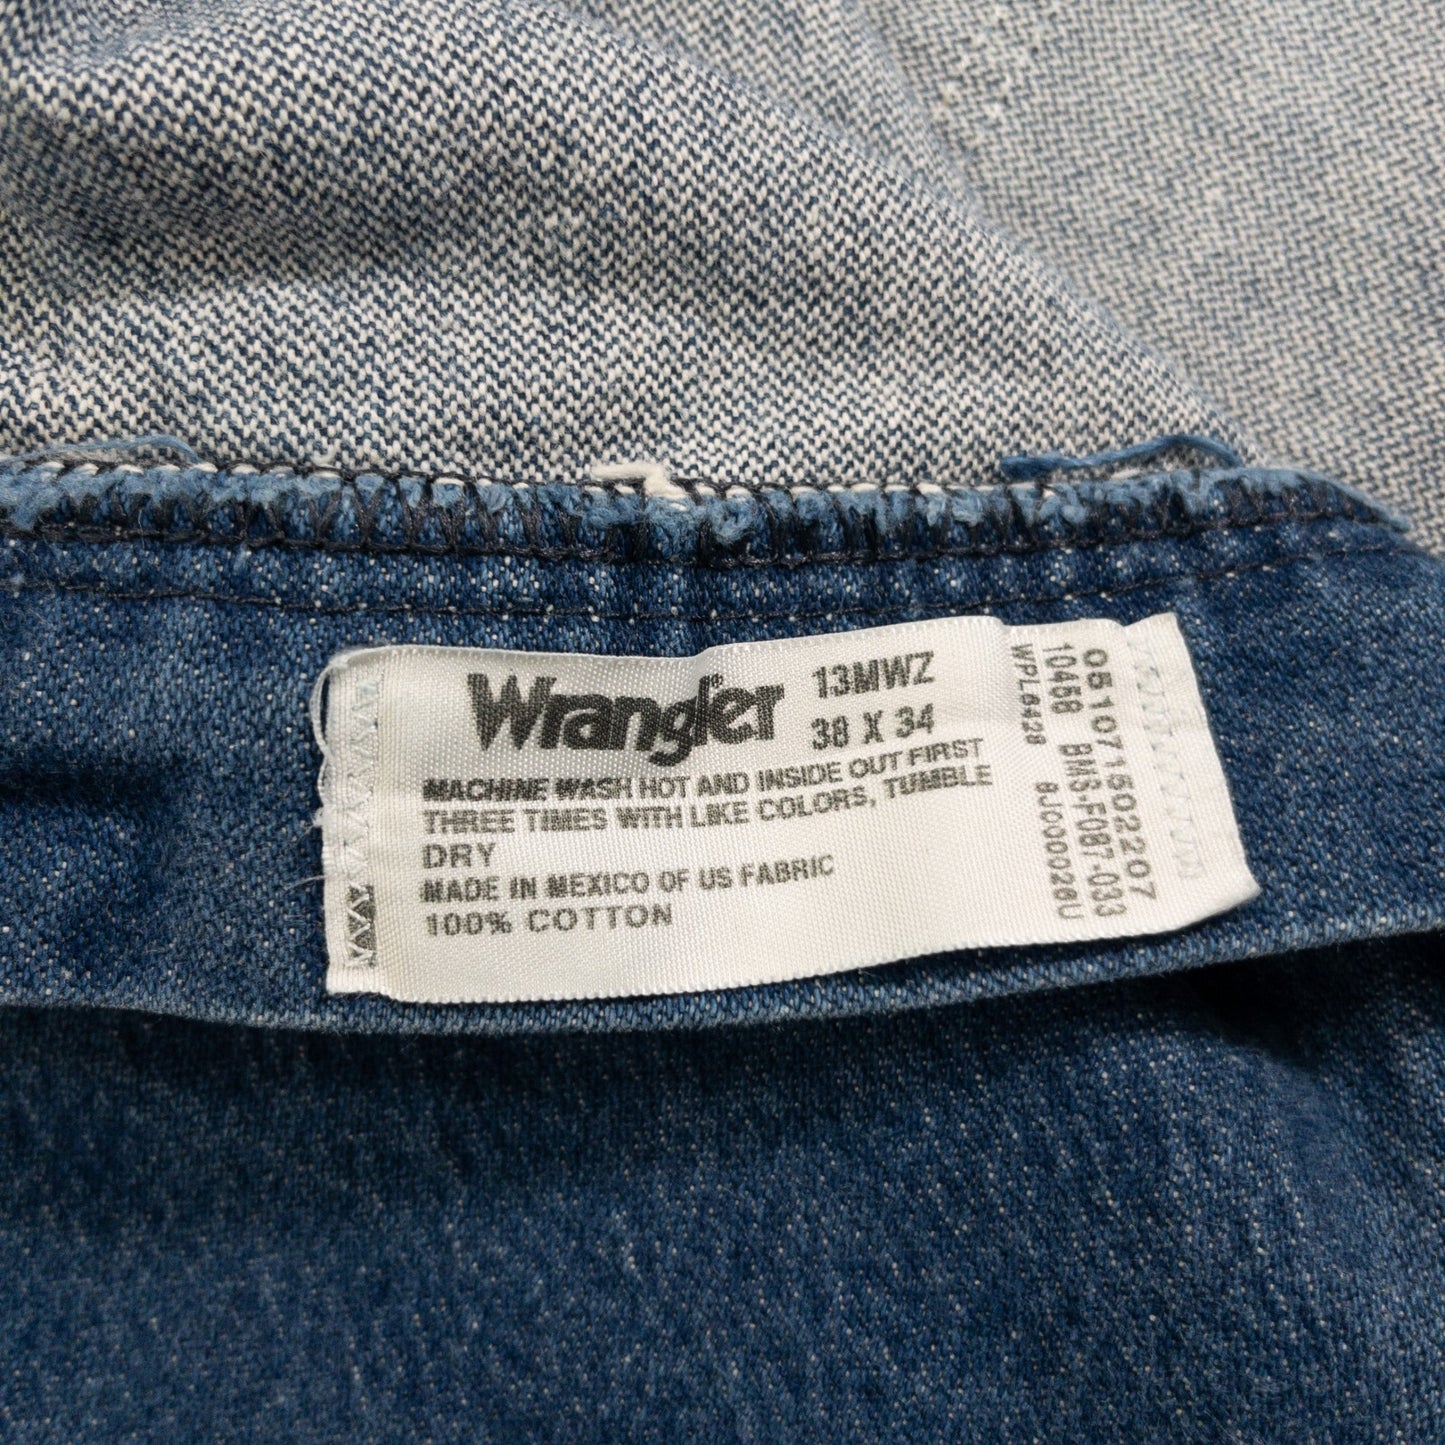 Wrangler
13MWZ
38 X 34
MACHINE WASH HOT AND INSIDE OUT FIRST
THREE TIMES WITH LIKE COLORS, TUMBLE
DRY
MADE IN MEXICO OF US FABRIC
100% COTTON
051071502207
10458 BMS-F087-033
WPL6428 8J00026U